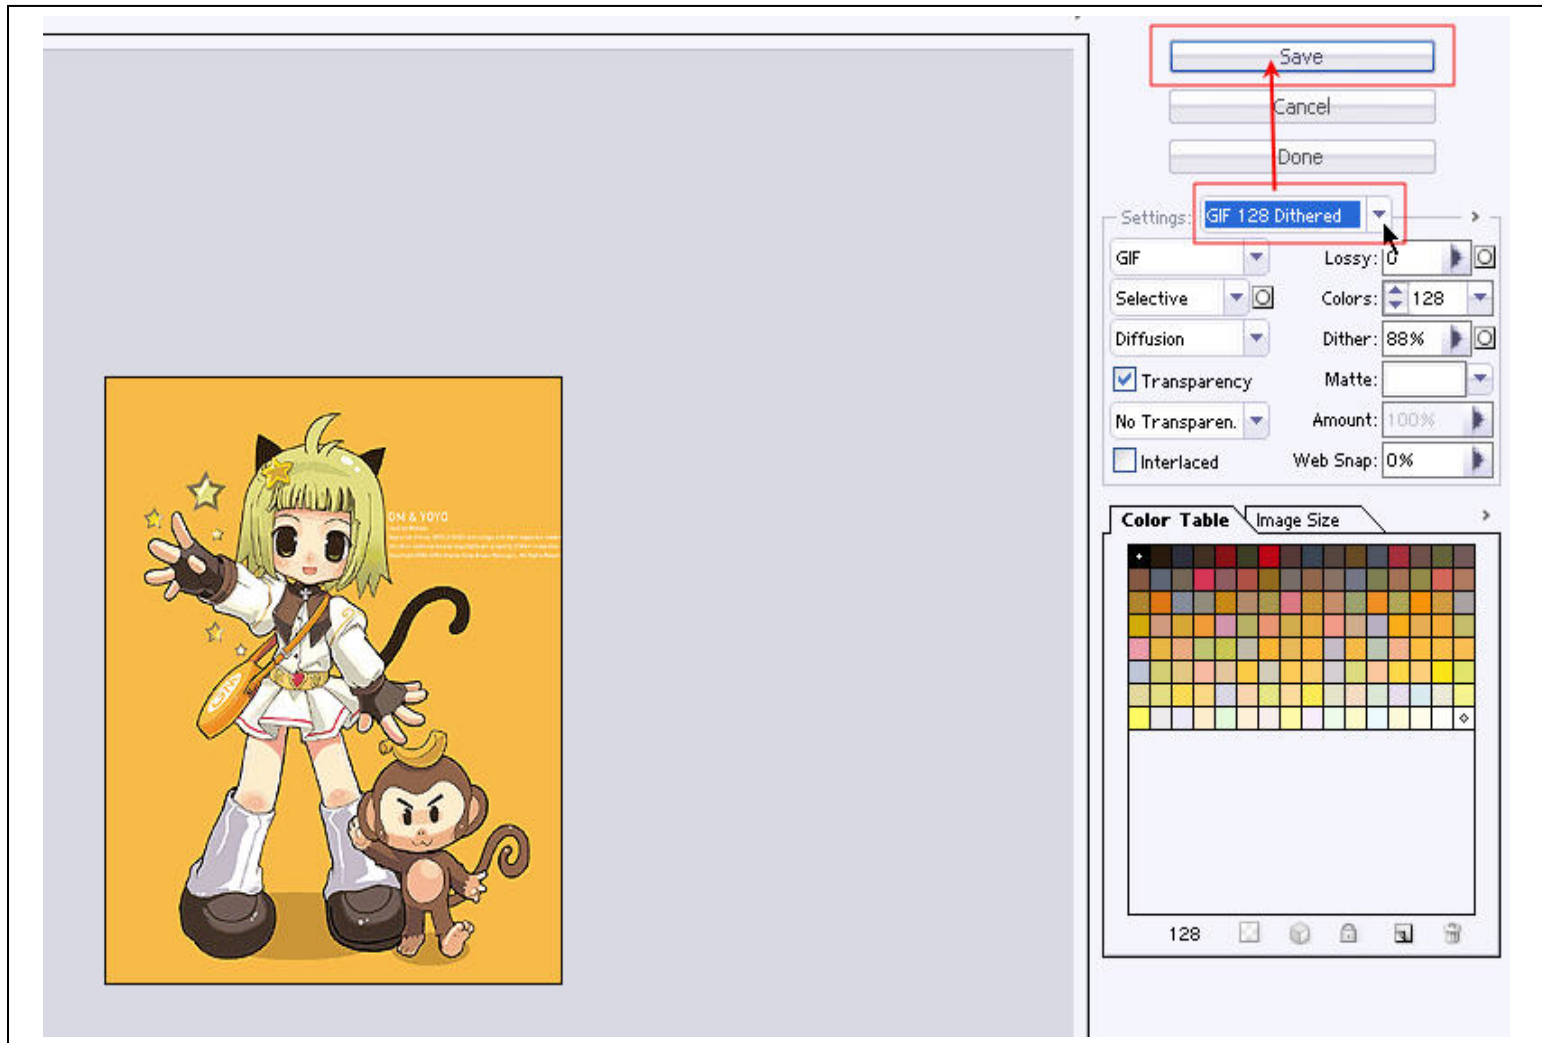 Save
Cancel
Done
Settings: GIF 128 Dithered
GIF
Lossy: 0
Selective
Colors: 128
Diffusion
Dither: 88%
Transparency
Matte:
No Transparen.
Amount: 100%
Interlaced
Web Snap: 0%
Color Table
Image Size
& YOYO
128